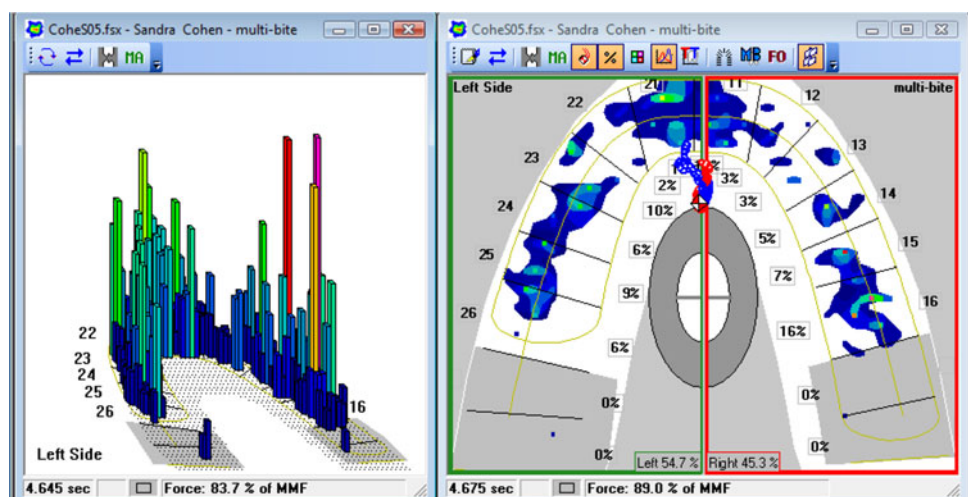 CoheS05.fsx - Sandra Cohen - multi-bite
MA
22
23
24
25
26
16
Left Side
4.645 sec
Force: 83.7 % of MMF
CoheS05.fsx - Sandra Cohen - multi-bite
MA % MB FO
Left Side
multi-bite
11
22
12
23
13
24
14
25
15
26
16
2%
3%
10%
3%
6%
5%
9%
7%
6%
16%
0%
0%
0%
0%
Left 54.7 %
Right 45.3 %
4.675 sec
Force: 89.0 % of MMF